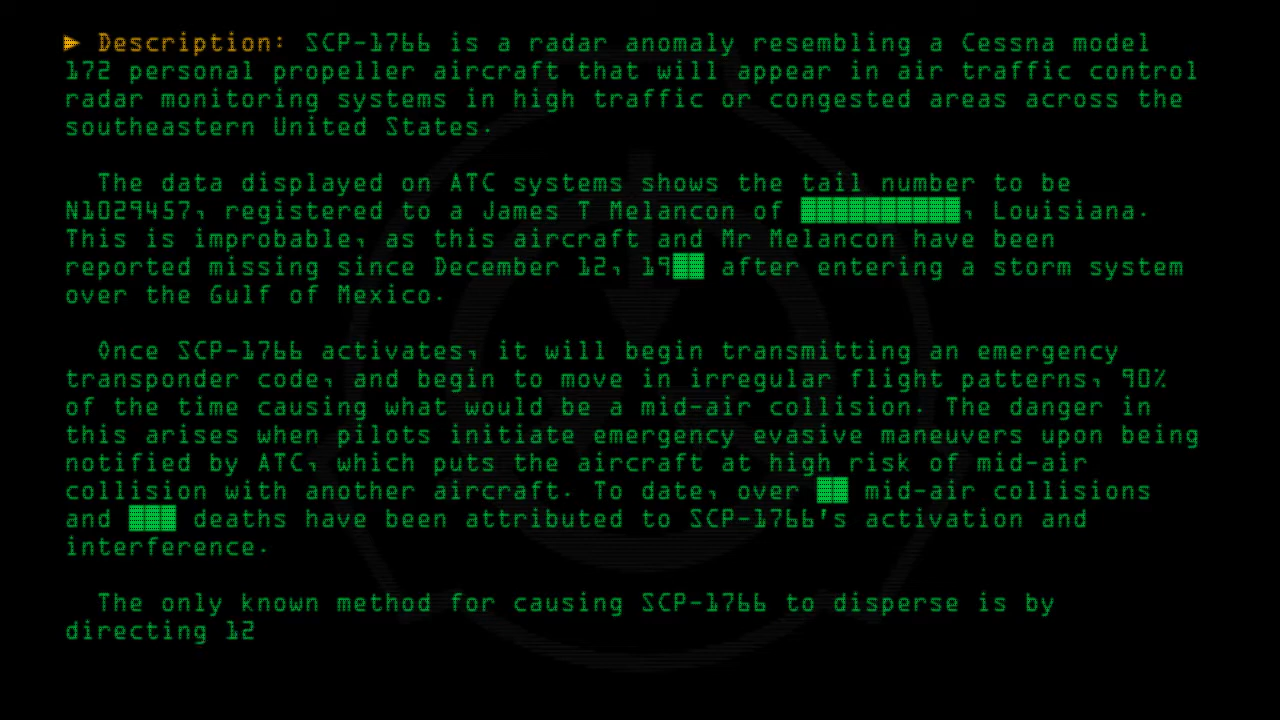 ► Description: SCP-1766 is a radar anomaly resembling a Cessna model
172 personal propeller aircraft that will appear in air traffic control
radar monitoring systems in high traffic or congested areas across the
southeastern United States.
The data displayed on ATC systems shows the tail number to be
N1029457, registered to a James T Melancon of ▓▓▓▓▓▓▓▓▓▓, Louisiana.
This is improbable, as this aircraft and Mr Melancon have been
reported missing since December 12, 19▓▓ after entering a storm system
over the Gulf of Mexico.
Once SCP-1766 activates, it will begin transmitting an emergency
transponder code, and begin to move in irregular flight patterns, 90%
of the time causing what would be a mid-air collision. The danger in
this arises when pilots initiate emergency evasive maneuvers upon being
notified by ATC, which puts the aircraft at high risk of mid-air
collision with another aircraft. To date, over ▓▓ mid-air collisions
and ▓▓▓ deaths have been attributed to SCP-1766's activation and
interference.
The only known method for causing SCP-1766 to disperse is by
directing 12